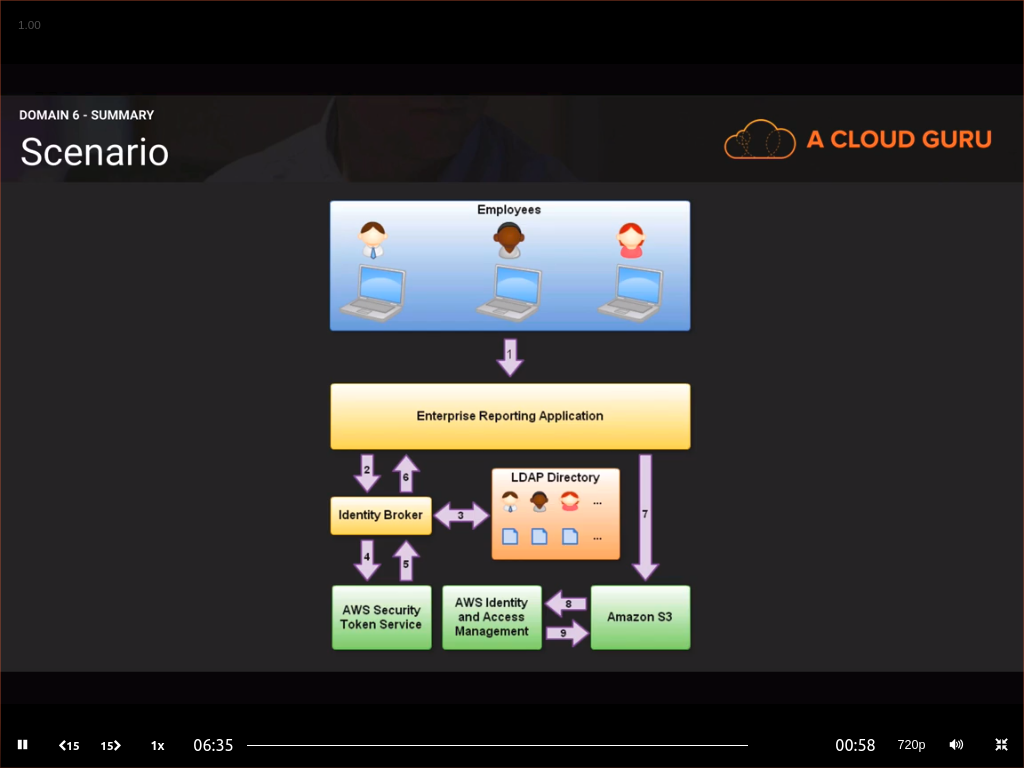 1.00
DOMAIN 6 - SUMMARY
Scenario
A CLOUD GURU
Employees
1
Enterprise Reporting Application
2
6
LDAP Directory
...
Identity Broker
3
...
7
4
5
AWS Security
Token Service
AWS Identity
and Access
Management
8
9
Amazon S3
15
15
1x
06:35
00:58
720p